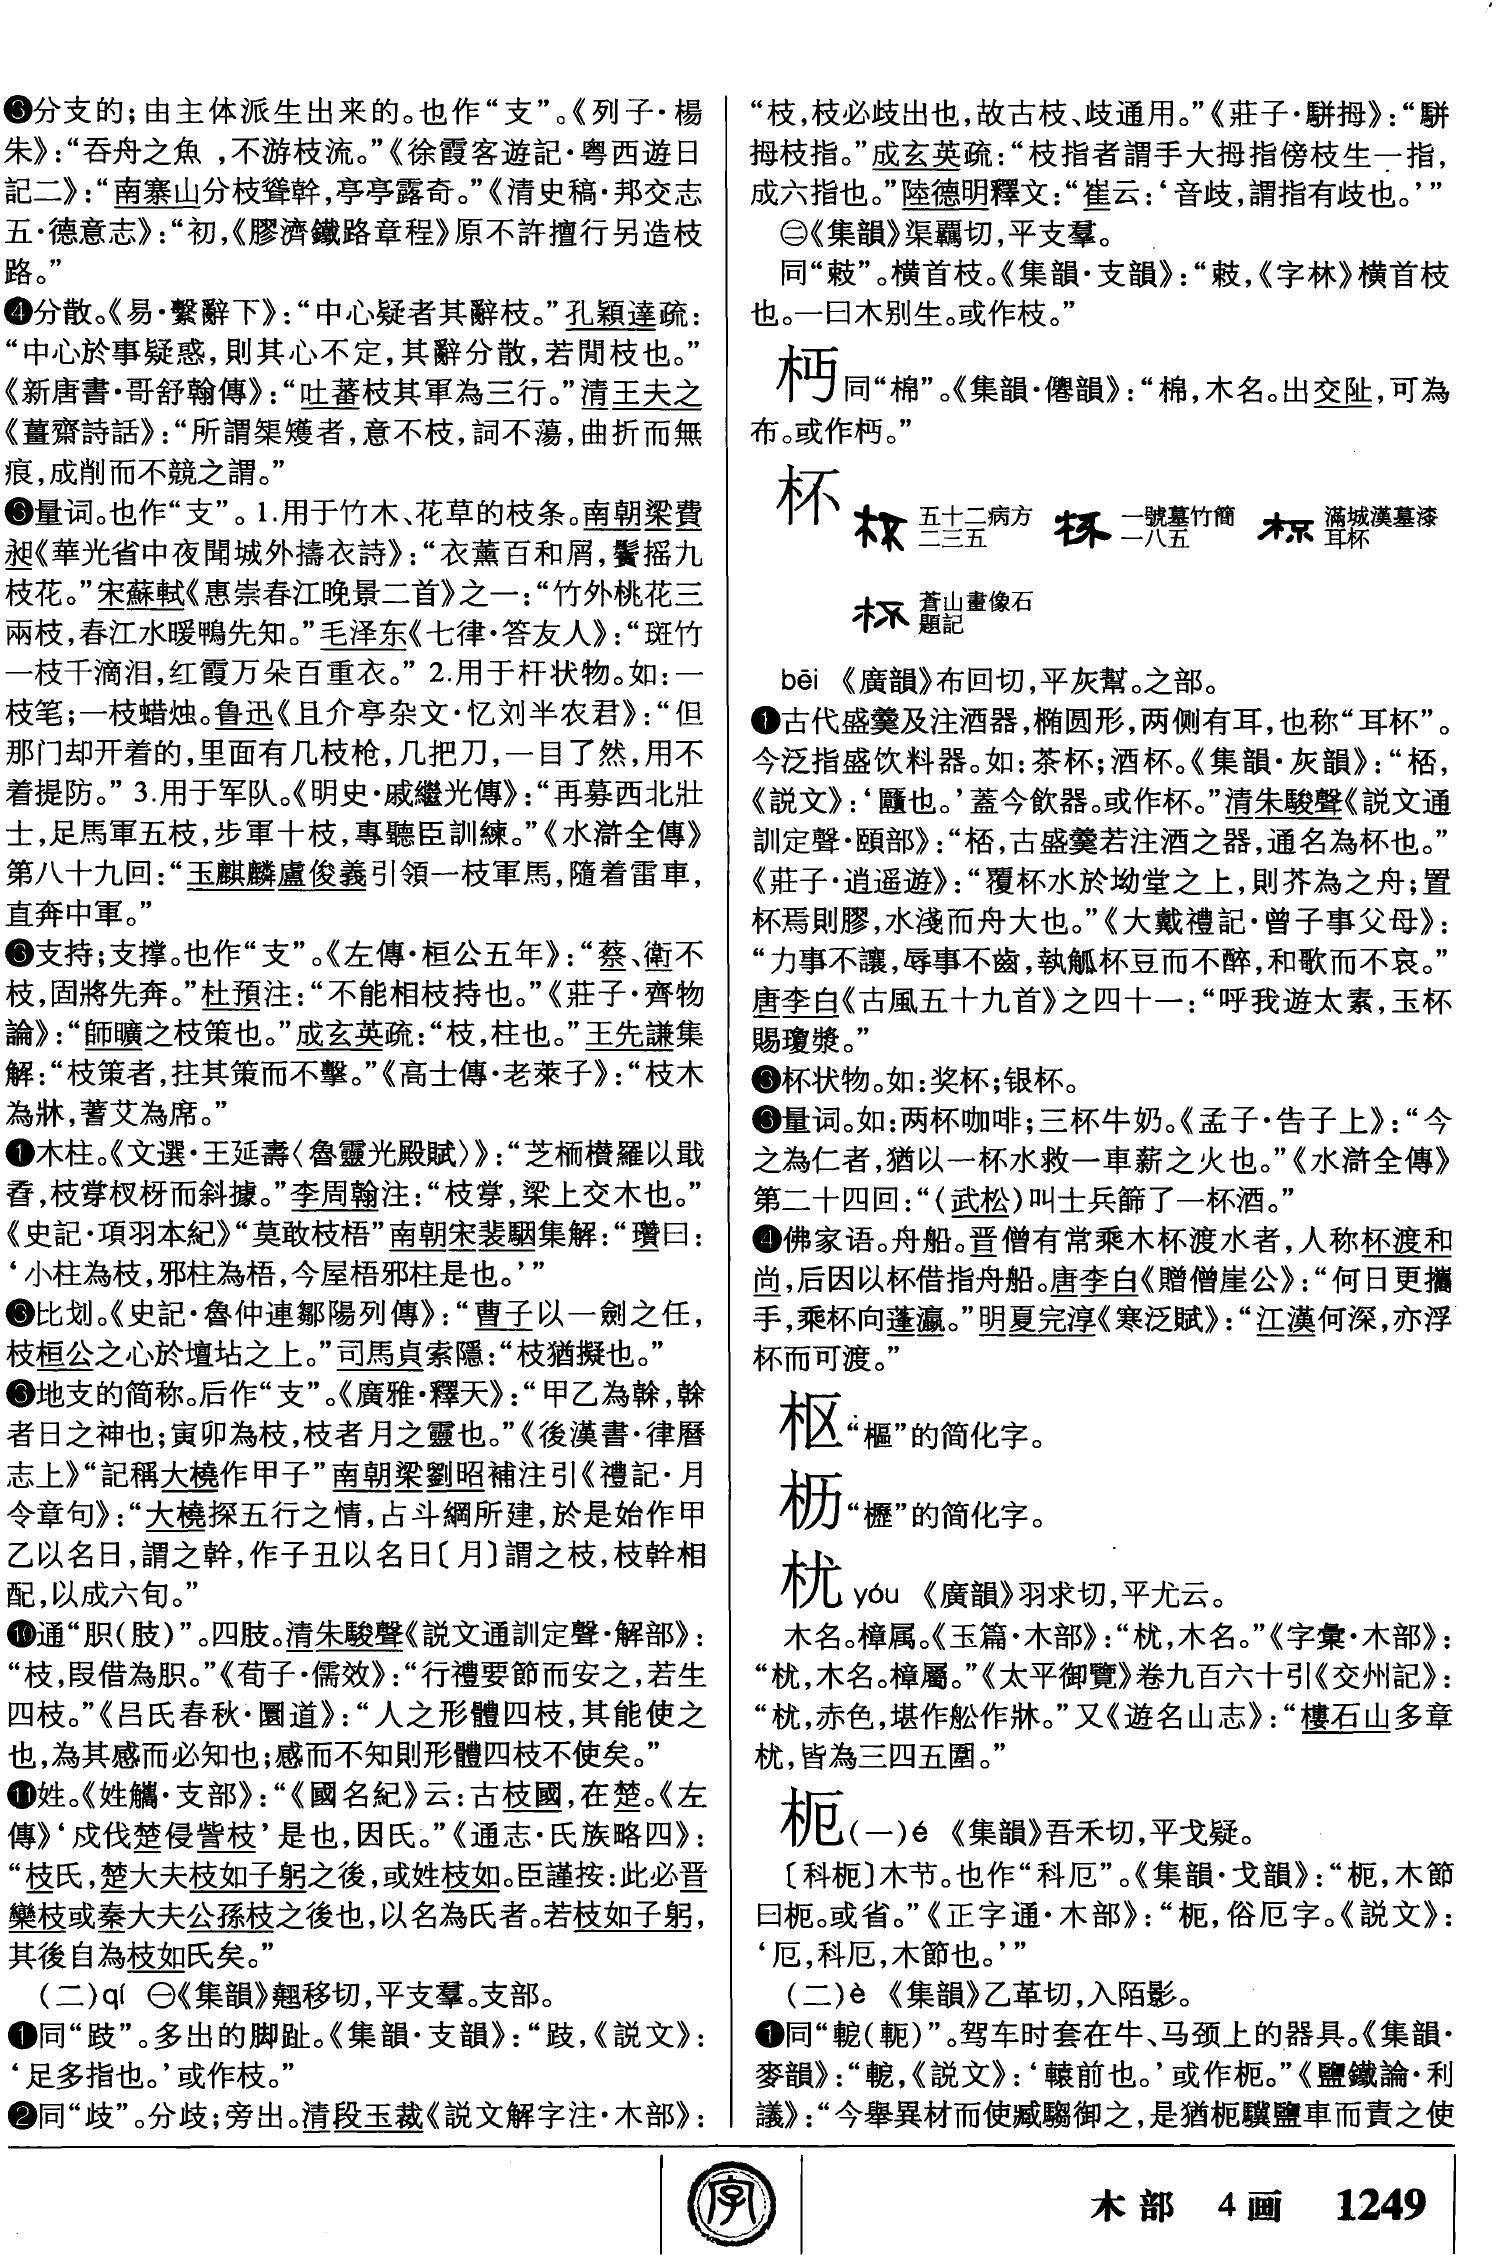 ❸分支的；由主体派生出来的。也作“支”。《列子·楊
朱》：“吞舟之魚，不游枝流。”《徐霞客遊記·粤西遊日
記二》：“南寨山分枝聳幹，亭亭露奇。”《清史稿·邦交志
五·德意志》：“初，《膠濟鐵路章程》原不許擅行另造枝
路。”
❹分散。《易·繫辭下》：“中心疑者其辭枝。”孔穎達疏：
“中心於事疑惑，則其心不定，其辭分散，若閒枝也。”
《新唐書·哥舒翰傳》：“吐蕃枝其軍為三行。”清王夫之
《薑齋詩話》：“所謂榘矱者，意不枝，詞不蕩，曲折而無
痕，成削而不競之謂。”
❺量词。也作“支”。1.用于竹木、花草的枝条。南朝梁費
昶《華光省中夜聞城外擣衣詩》：“衣薰百和屑，鬢摇九
枝花。”宋蘇軾《惠崇春江晚景二首》之一：“竹外桃花三
兩枝，春江水暖鴨先知。”毛泽东《七律·答友人》：“斑竹
一枝千滴泪，红霞万朵百重衣。”2.用于杆状物。如：一
枝笔；一枝蜡烛。鲁迅《且介亭杂文·忆刘半农君》：“但
那门却开着的，里面有几枝枪，几把刀，一目了然，用不
着提防。”3.用于军队。《明史·戚繼光傳》：“再募西北壯
士，足馬軍五枝，步軍十枝，專聽臣訓練。”《水滸全傳》
第八十九回：“玉麒麟盧俊義引領一枝軍馬，隨着雷車，
直奔中軍。”
❻支持；支撑。也作“支”。《左傳·桓公五年》：“蔡、衛不
枝，固將先奔。”杜預注：“不能相枝持也。”《莊子·齊物
論》：“師曠之枝策也。”成玄英疏：“枝，柱也。”王先謙集
解：“枝策者，拄其策而不擊。”《高士傳·老萊子》：“枝木
為牀，蓍艾為席。”
❼木柱。《文選·王延壽〈魯靈光殿賦〉》：“芝栭欑羅以戢
孴，枝掌杈枒而斜據。”李周翰注：“枝掌，梁上交木也。”
《史記·項羽本紀》“莫敢枝梧”南朝宋裴駰集解：“瓚曰：
‘小柱為枝，邪柱為梧，今屋梧邪柱是也。’”
❽比划。《史記·魯仲連鄒陽列傳》：“曹子以一劍之任，
枝桓公之心於壇坫之上。”司馬貞索隱：“枝猶擬也。”
❾地支的简称。后作“支”。《廣雅·釋天》：“甲乙為榦，榦
者日之神也；寅卯為枝，枝者月之靈也。”《後漢書·律曆
志上》“記稱大橈作甲子”南朝梁劉昭補注引《禮記·月
令章句》：“大橈探五行之情，占斗綱所建，於是始作甲
乙以名日，謂之幹，作子丑以名日〔月〕謂之枝，枝幹相
配，以成六旬。”
❿通“胑（肢）”。四肢。清朱駿聲《説文通訓定聲·解部》：
“枝，叚借為胑。”《荀子·儒效》：“行禮要節而安之，若生
四枝。”《吕氏春秋·圜道》：“人之形體四枝，其能使之
也，為其感而必知也；感而不知則形體四枝不使矣。”
⓫姓。《姓觿·支部》：“《國名紀》云：古枝國，在楚。《左
傳》‘戍伐楚侵訾枝’是也，因氏。”《通志·氏族略四》：
“枝氏，楚大夫枝如子躬之後，或姓枝如。臣謹按：此必晋
欒枝或秦大夫公孫枝之後也，以名為氏者。若枝如子躬，
其後自為枝如氏矣。”
（二）qí ㊀《集韻》翹移切，平支羣。支部。
❶同“跂”。多出的脚趾。《集韻·支韻》：“跂，《説文》：
‘足多指也。’或作枝。”
❷同“歧”。分歧；旁出。清段玉裁《説文解字注·木部》：
“枝，枝必歧出也，故古枝、歧通用。”《莊子·駢拇》：“駢
拇枝指。”成玄英疏：“枝指者謂手大拇指傍枝生一指，
成六指也。”陸德明釋文：“崔云：‘音歧，謂指有歧也。’”
㊁《集韻》渠羈切，平支羣。
同“攱”。横首枝。《集韻·支韻》：“攱，《字林》横首枝
也。一曰木别生。或作枝。”
杤同“棉”。《集韻·僊韻》：“棉，木名。出交阯，可為
布。或作杤。”
杯 五十二病方二三五 一號墓竹簡一八五 滿城漢墓漆耳杯
蒼山畫像石題記
bēi 《廣韻》布回切，平灰幫。之部。
❶古代盛羹及注酒器，椭圆形，两侧有耳，也称“耳杯”。
今泛指盛饮料器。如：茶杯；酒杯。《集韻·灰韻》：“桮，
《説文》：‘𠤱也。’蓋今飲器。或作杯。”清朱駿聲《説文通
訓定聲·頤部》：“桮，古盛羹若注酒之器，通名為杯也。”
《莊子·逍遥遊》：“覆杯水於坳堂之上，則芥為之舟；置
杯焉則膠，水淺而舟大也。”《大戴禮記·曾子事父母》：
“力事不讓，辱事不齒，執觚杯豆而不醉，和歌而不哀。”
唐李白《古風五十九首》之四十一：“呼我遊太素，玉杯
賜瓊漿。”
❷杯状物。如：奖杯；银杯。
❸量词。如：两杯咖啡；三杯牛奶。《孟子·告子上》：“今
之為仁者，猶以一杯水救一車薪之火也。”《水滸全傳》
第二十四回：“（武松）叫士兵篩了一杯酒。”
❹佛家语。舟船。晋僧有常乘木杯渡水者，人称杯渡和
尚，后因以杯借指舟船。唐李白《贈僧崖公》：“何日更攜
手，乘杯向蓬瀛。”明夏完淳《寒泛賦》：“江漢何深，亦浮
杯而可渡。”
枢“樞”的简化字。
枥“櫪”的简化字。
枕 yóu 《廣韻》羽求切，平尤云。
木名。樟属。《玉篇·木部》：“枕，木名。”《字彙·木部》：
“枕，木名。樟屬。”《太平御覽》卷九百六十引《交州記》：
“枕，赤色，堪作舩作牀。”又《遊名山志》：“樓石山多章
枕，皆為三四五圍。”
枙（一）é 《集韻》吾禾切，平戈疑。
〔科枙〕木节。也作“科厄”。《集韻·戈韻》：“枙，木節
曰枙。或省。”《正字通·木部》：“枙，俗厄字。《説文》：
‘厄，科厄，木節也。’”
（二）è 《集韻》乙革切，入陌影。
❶同“軶（軛）”。驾车时套在牛、马颈上的器具。《集韻·
麥韻》：“軶，《説文》：‘轅前也。’或作枙。”《鹽鐵論·利
議》：“今舉異材而使臧騶御之，是猶枙驥鹽車而責之使
字
木部 4画 1249